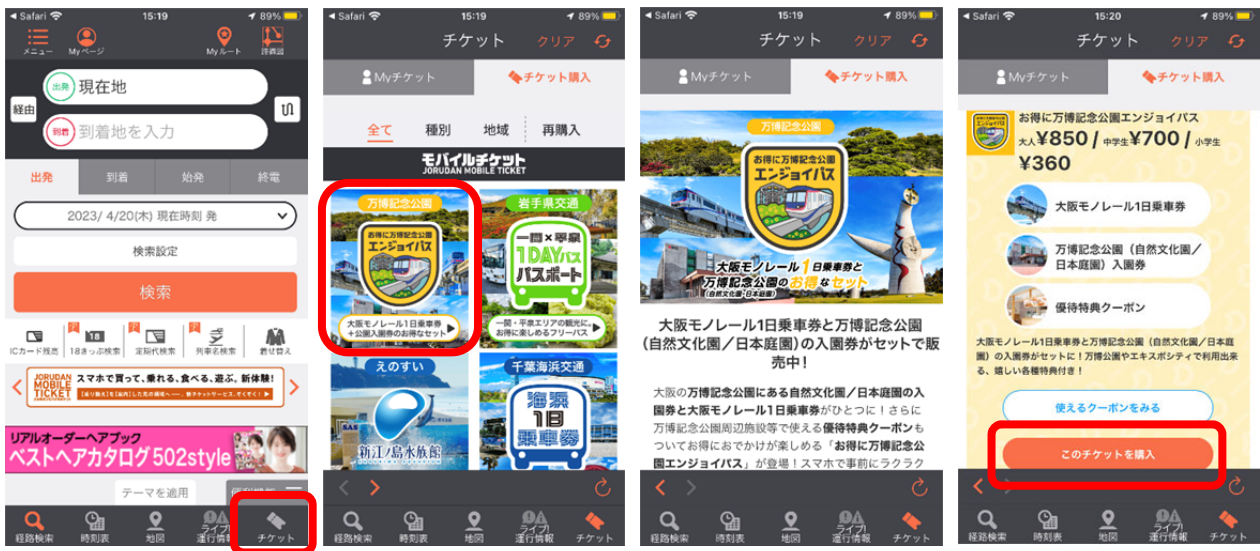 Safari
15:19
89%
メニュー
Myページ
Myルート
路線図
出発
現在地
経由
到着
到着地を入力
出発
到着
始発
終電
2023/ 4/20(木) 現在時刻 発
検索設定
検索
ICカード残高
18きっぷ検索
定期代検索
列車名検索
着せ替え
JORUDAN
MOBILE
TICKET
スマホで買って、乗れる、食べる、遊ぶ。新体験!
リアルオーダーヘアブック
ベストヘアカタログ 502style
テーマを適用
経路検索
時刻表
地図
ライブ!
運行情報
チケット
Safari
15:19
89%
チケット
クリア
Myチケット
チケット購入
全て
種別
地域
再購入
モバイルチケット
JORUDAN MOBILE TICKET
万博記念公園
お得に万博記念公園
エンジョイパス
大阪モノレール1日乗車券
+公園入園券のお得なセット
岩手県交通
一関×平泉
1DAYパス
パスポート
一関・平泉エリアの観光に、
お得に楽しめるフリーパス
えのすい
新江ノ島水族館
千葉海浜交通
海浜
1日
乗車券
経路検索
時刻表
地図
ライブ!
運行情報
チケット
Safari
15:19
89%
チケット
クリア
Myチケット
チケット購入
万博記念公園
お得に万博記念公園
エンジョイパス
大阪モノレール1日乗車券と
万博記念公園のお得なセット
(自然文化園・日本庭園)
大阪モノレール1日乗車券と万博記念公園
(自然文化園/日本庭園)の入園券がセットで販
売中!
大阪の万博記念公園にある自然文化園/日本庭園の入
園券と大阪モノレール1日乗車券がひとつに!さらに
万博記念公園周辺施設等で使える優待特典クーポンも
ついてお得におでかけが楽しめる「お得に万博記念公
園エンジョイパス」が登場!スマホで事前にラクラク
経路検索
時刻表
地図
ライブ!
運行情報
チケット
Safari
15:20
89%
チケット
クリア
Myチケット
チケット購入
お得に万博記念公園エンジョイパス
大人¥850 / 中学生¥700 / 小学生
¥360
大阪モノレール1日乗車券
万博記念公園(自然文化園/
日本庭園)入園券
優待特典クーポン
大阪モノレール1日乗車券と万博記念公園(自然文化園/日本庭
園)の入園券がセットに!万博公園やエキスポシティで利用出来
る、嬉しい各種特典付き!
使えるクーポンをみる
このチケットを購入
経路検索
時刻表
地図
ライブ!
運行情報
チケット